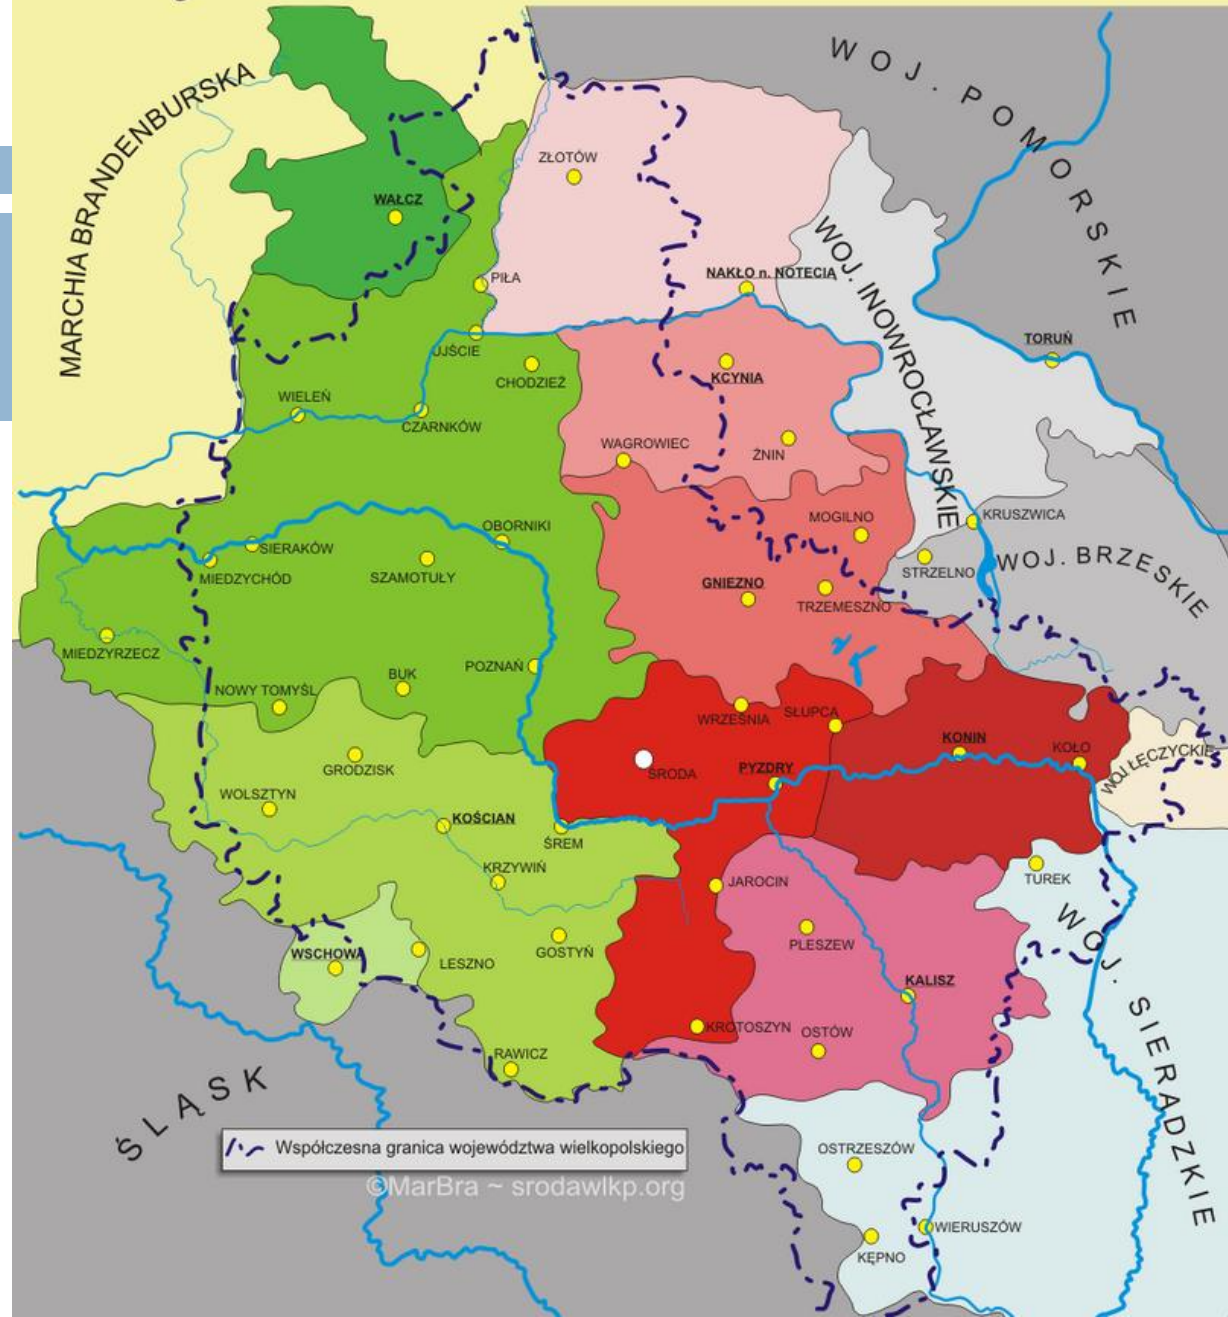 WOJ. POMORSKIE
MARCHIA BRANDENBURSKA
ZŁOTÓW
WAŁCZ
WOJ. INOWROCŁAWSKIE
NAKŁO n. NOTECIĄ
PIŁA
UJŚCIE
TORUŃ
CHODZIEŻ
KCYNIA
WIELEŃ
CZARNKÓW
WAGROWIEC
ŻNIN
MOGILNO
KRUSZWICA
OBORNIKI
SIERAKÓW
MIEDZYCHÓD
SZAMOTUŁY
STRZELNO
WOJ. BRZESKIE
GNIEZNO
TRZEMESZNO
MIEDZYRZECZ
POZNAŃ
BUK
NOWY TOMYŚL
WRZEŚNIA
SŁUPCA
KONIN
KOŁO
WOJ ŁĘCZYCKIE
GRODZISK
ŚRODA
PYZDRY
WOLSZTYN
KOŚCIAN
ŚREM
KRZYWIŃ
JAROCIN
TUREK
PLESZEW
WOJ. SIERADZKIE
WSCHOWA
LESZNO
GOSTYŃ
KALISZ
KROTOSZYN
OSTÓW
RAWICZ
ŚLĄSK
Współczesna granica województwa wielkopolskiego
©MarBra ~ srodawlkp.org
OSTRZESZÓW
WIERUSZÓW
KĘPNO